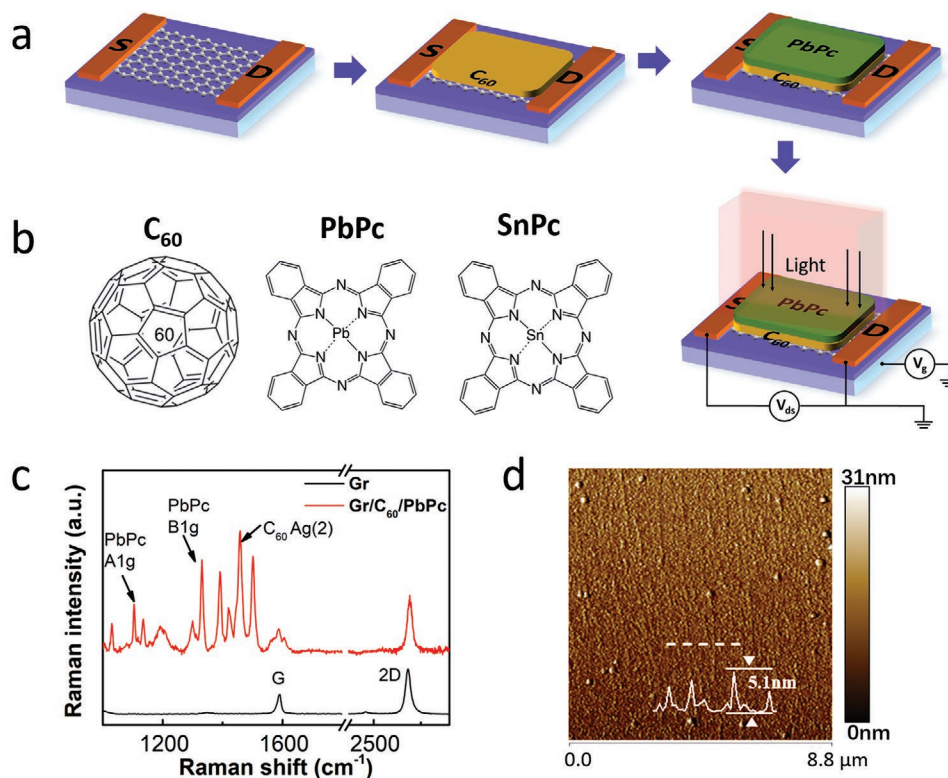 a
S
D
C₆₀
D
S
PbPc
C₆₀
D
b
C₆₀
PbPc
SnPc
60
N
N
N
N
Pb
N
N
N
N
N
N
N
N
Sn
N
N
N
N
Light
S
PbPc
C₆₀
D
Vg
Vds
c
Gr
Gr/C₆₀/PbPc
PbPc
A1g
PbPc
B1g
C₆₀ Ag(2)
G
2D
Raman intensity (a.u.)
1200
1600
2500
Raman shift (cm⁻¹)
d
31nm
5.1nm
0nm
0.0
8.8 µm